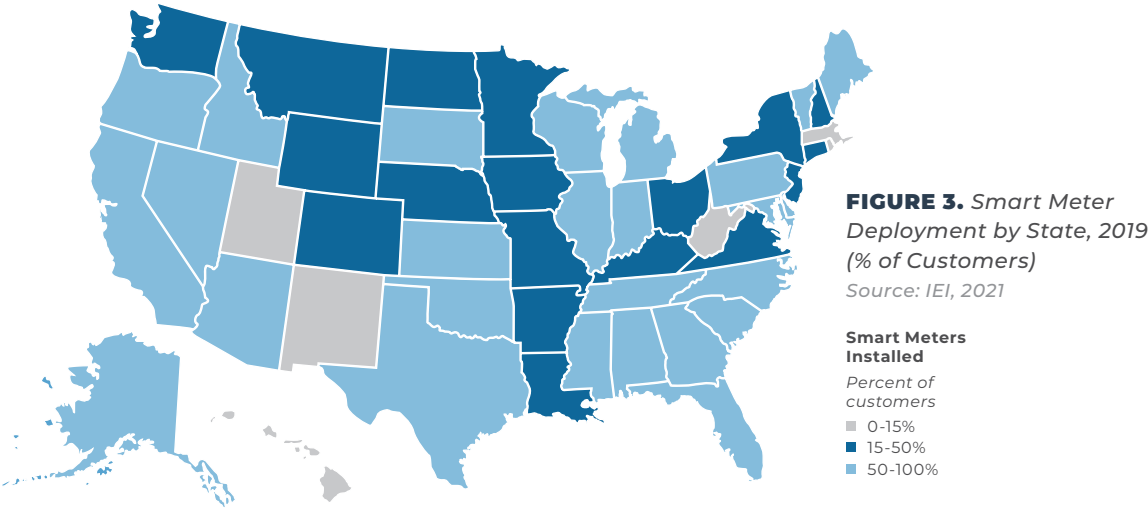 FIGURE 3. Smart Meter
Deployment by State, 2019
(% of Customers)
Source: IEI, 2021
Smart Meters
Installed
Percent of
customers
0-15%
15-50%
50-100%